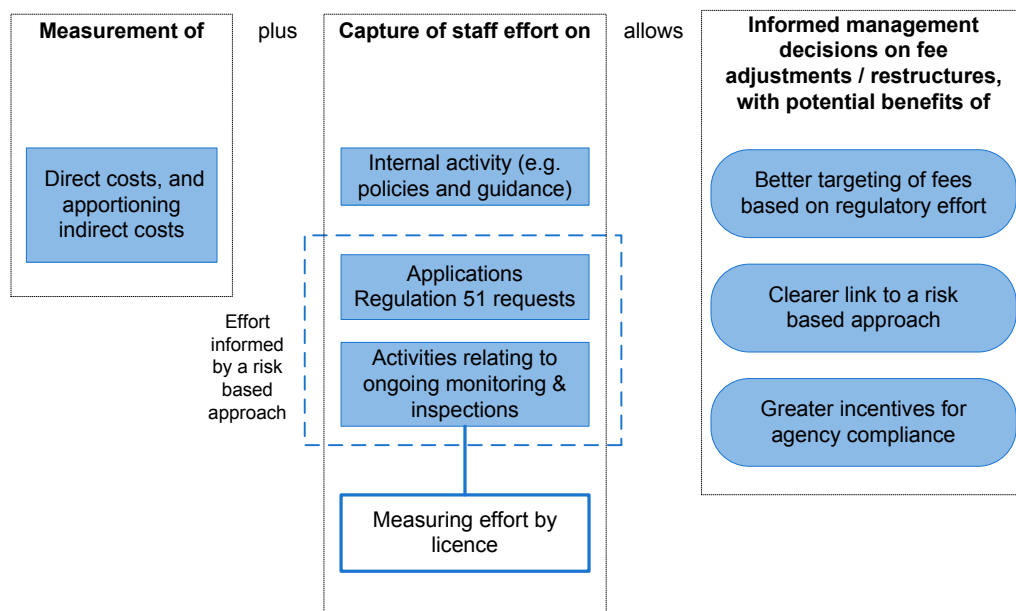 Measurement of
plus
Capture of staff effort on
allows
Informed management
decisions on fee
adjustments / restructures,
with potential benefits of
Direct costs, and
apportioning
indirect costs
Internal activity (e.g.
policies and guidance)
Applications
Regulation 51 requests
Effort
informed
by a risk
based
approach
Activities relating to
ongoing monitoring &
inspections
Measuring effort by
licence
Better targeting of fees
based on regulatory effort
Clearer link to a risk
based approach
Greater incentives for
agency compliance